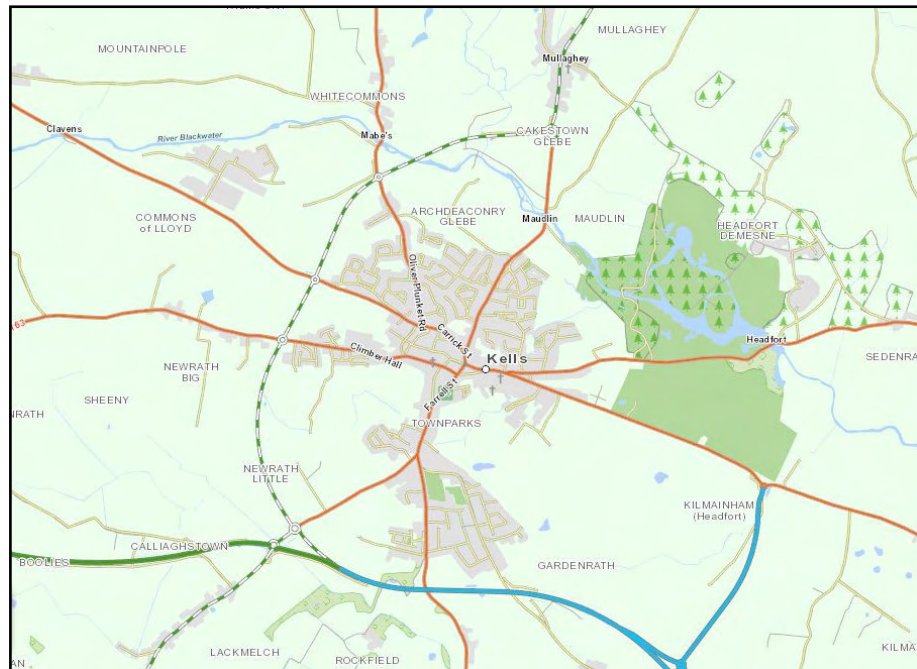 MULLAGHEY
MOUNTAINPOLE
Mullaghey
WHITECOMMONS
Clavens
River Blackwater
Mabe's
CAKESTOWN
GLEBE
COMMONS
of LLOYD
ARCHDEACONRY
GLEBE
Maudlin
MAUDLIN
HEADFORT
DEMESNE
Oliver Plunket Rd
163
Carrick St
Headfort
Climber Hall
Kells
SEDENRA
NEWRATH
BIG
SHEENY
NRATH
Farrell St
TOWNPARKS
NEWRATH
LITTLE
KILMAINHAM
(Headfort)
CALLIAGHSTOWN
BOOLIES
GARDENRATH
LACKMELCH
ROCKFIELD
KILMA
AN